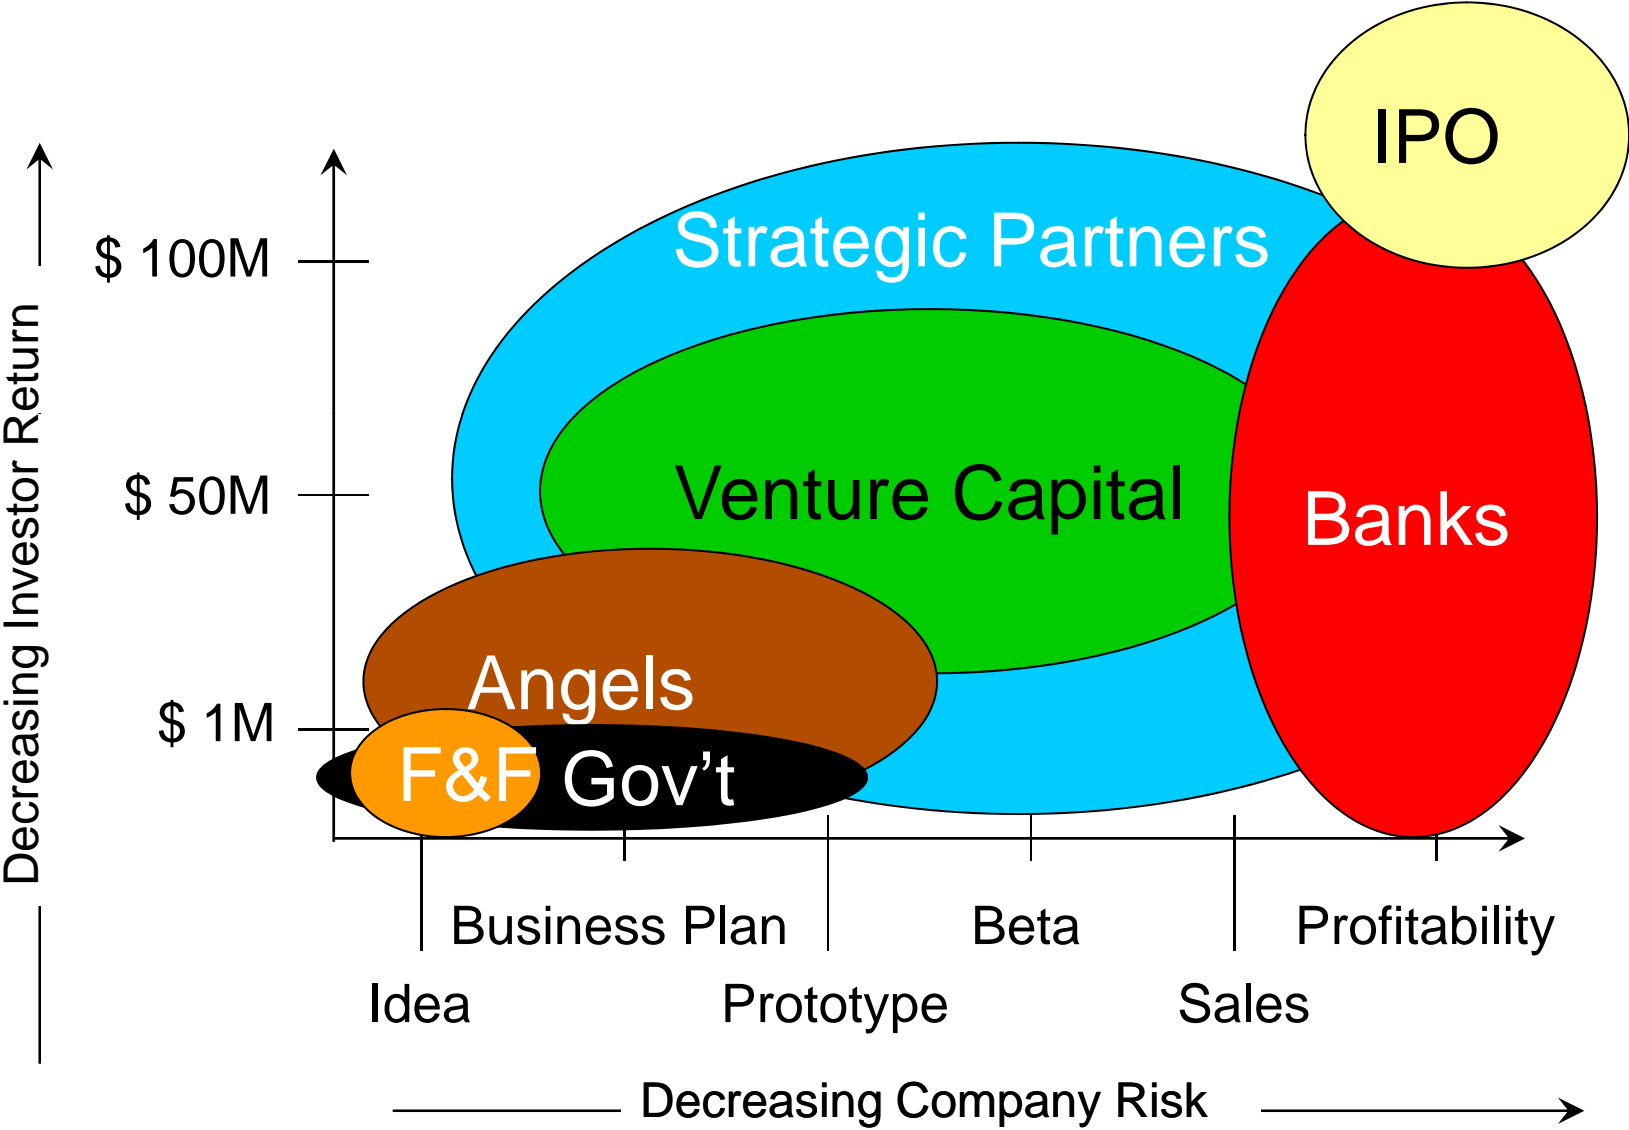 IPO
Strategic Partners
$ 100M
Venture Capital
$ 50M
Banks
Angels
$ 1M
F&F
Gov’t
Decreasing Investor Return
Business Plan
Beta
Profitability
Idea
Prototype
Sales
Decreasing Company Risk